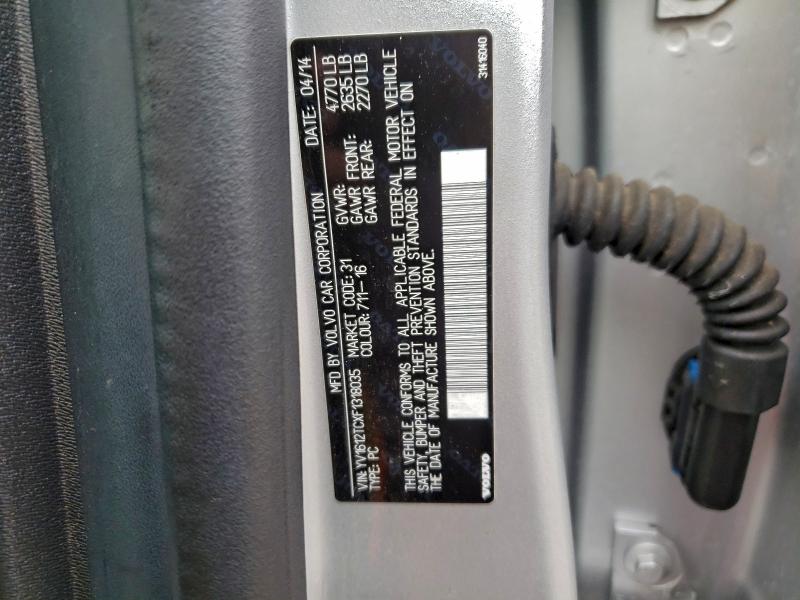 MFD BY VOLVO CAR CORPORATION DATE: 04/14
VIN: YV1612TCXF1318035 MARKET CODE: 31 GVWR: 4770 LB
TYPE: PC COLOUR: 711-16 GAWR FRONT: 2635 LB
GAWR REAR: 2270 LB
THIS VEHICLE CONFORMS TO ALL APPLICABLE FEDERAL MOTOR VEHICLE
SAFETY, BUMPER AND THEFT PREVENTION STANDARDS IN EFFECT ON
THE DATE OF MANUFACTURE SHOWN ABOVE.
VOLVO 31416040